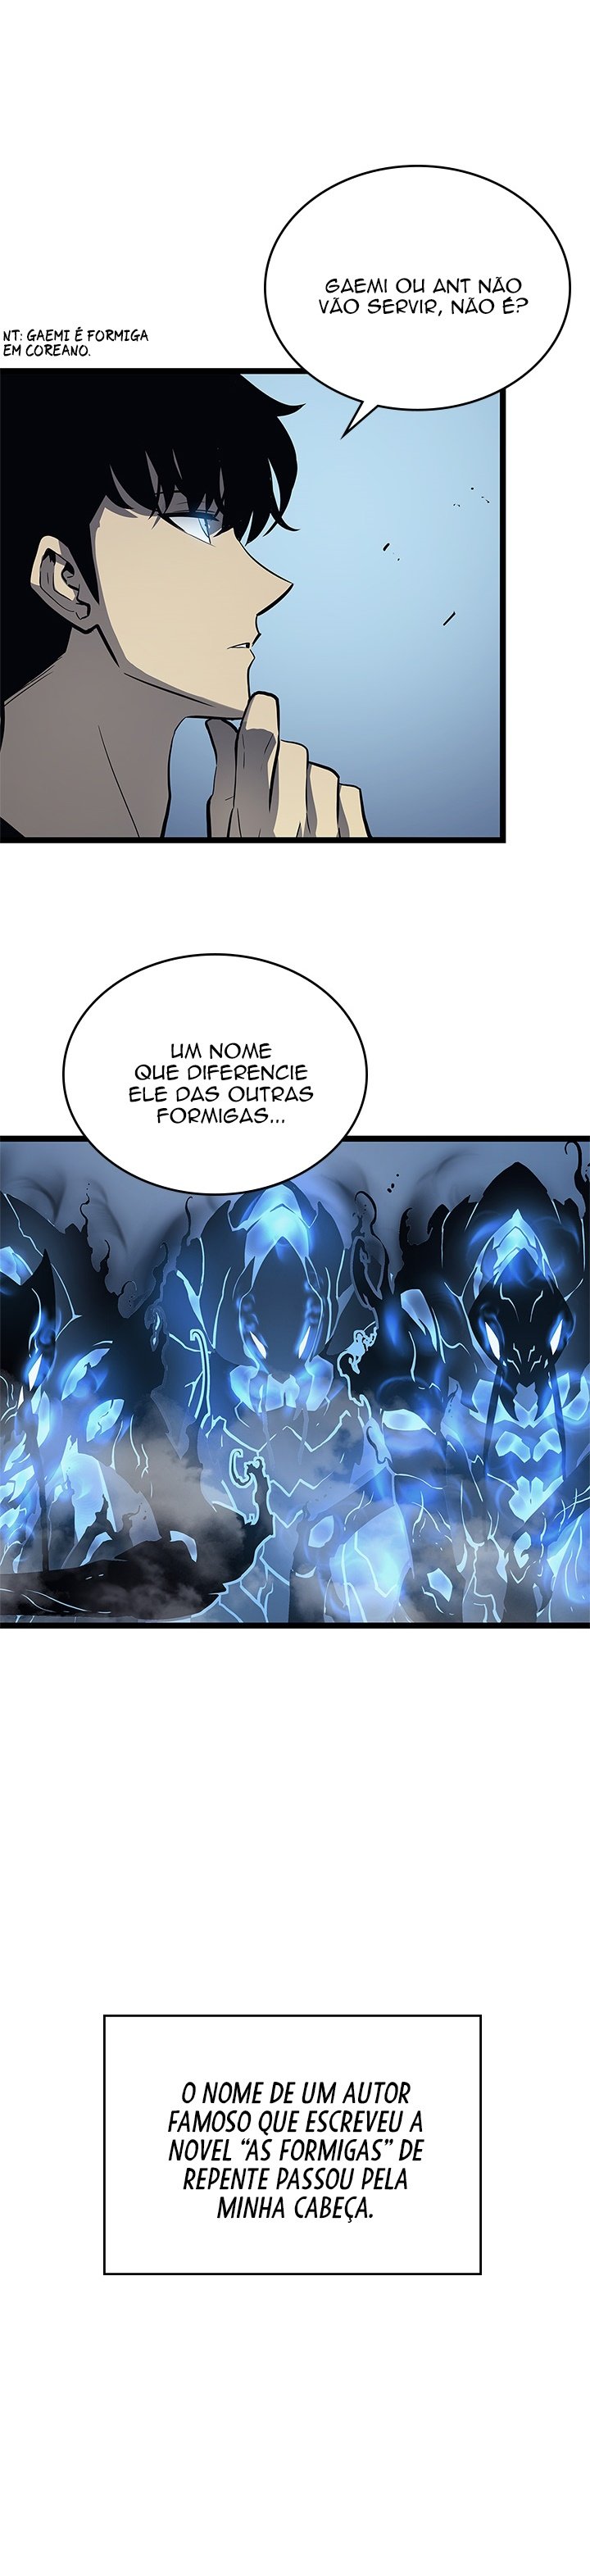 GAEMI OU ANT NÃO
VÃO SERVIR, NÃO É?
NT: GAEMI É FORMIGA
EM COREANO.
UM NOME
QUE DIFERENCIE
ELE DAS OUTRAS
FORMIGAS...
O NOME DE UM AUTOR
FAMOSO QUE ESCREVEU A
NOVEL “AS FORMIGAS” DE
REPENTE PASSOU PELA
MINHA CABEÇA.